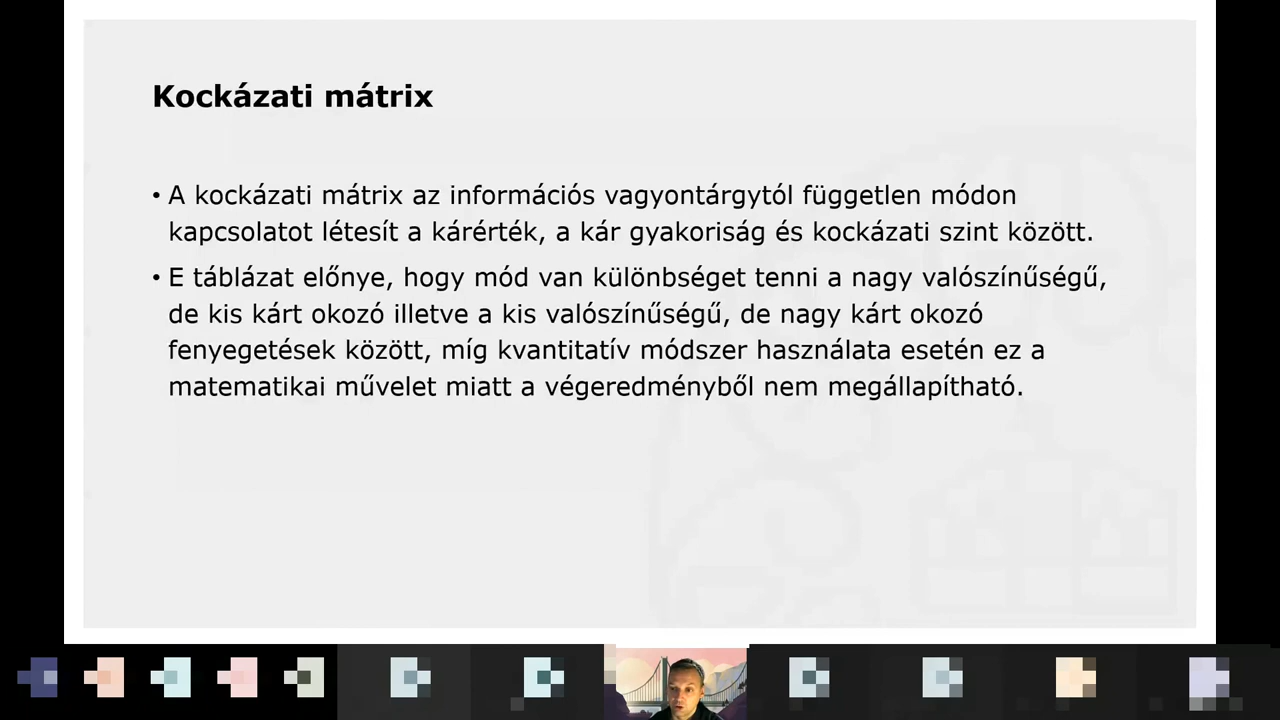 Kockázati mátrix
• A kockázati mátrix az információs vagyontárgytól független módon
kapcsolatot létesít a kárérték, a kár gyakoriság és kockázati szint között.
• E táblázat előnye, hogy mód van különbséget tenni a nagy valószínűségű,
de kis kárt okozó illetve a kis valószínűségű, de nagy kárt okozó
fenyegetések között, míg kvantitatív módszer használata esetén ez a
matematikai művelet miatt a végeredményből nem megállapítható.